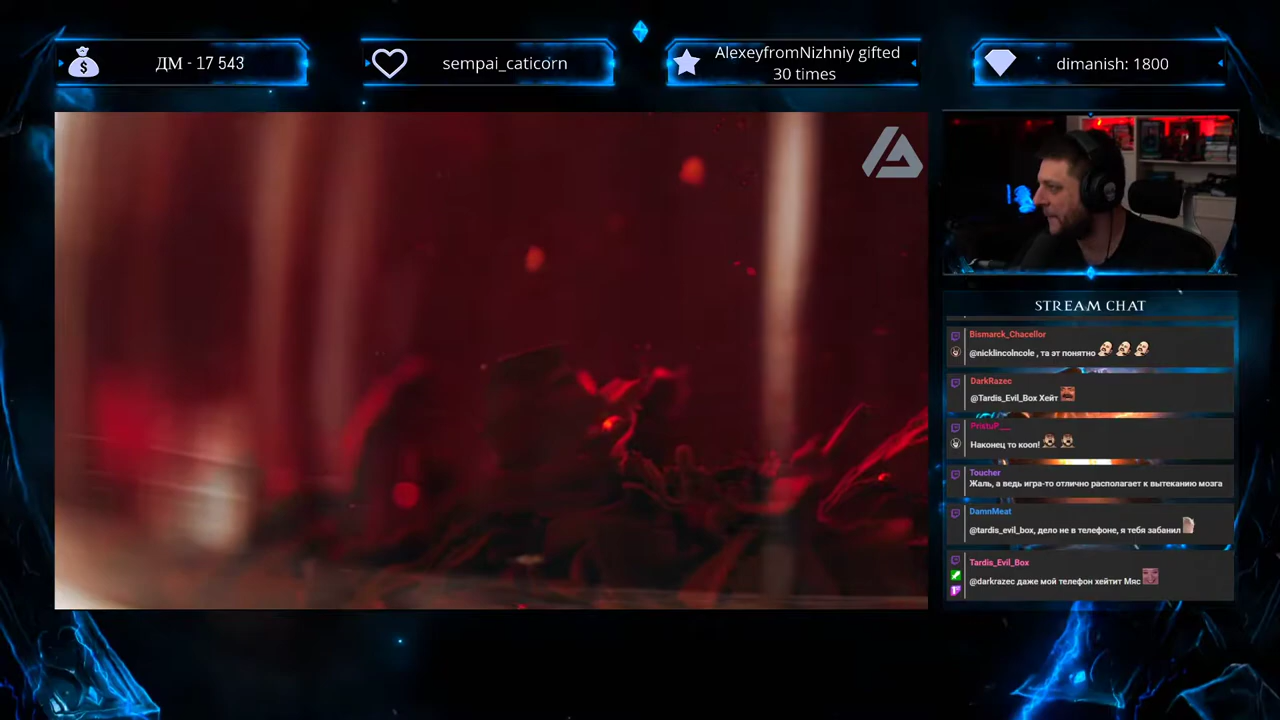 ДМ - 17 543
sempai_caticorn
AlexeyfromNizhniy gifted
30 times
dimanish: 1800
STREAM CHAT
Bismarck_Chacellor
@nicklincolncole , та эт понятно
DarkRazec
@Tardis_Evil_Box Хейт
PristuP___
Наконец то кооп!
Toucher
Жаль, а ведь игра-то отлично располагает к вытеканию мозга
DamnMeat
@tardis_evil_box, дело не в телефоне, я тебя забанил
Tardis_Evil_Box
@darkrazec даже мой телефон хейтит Мяс